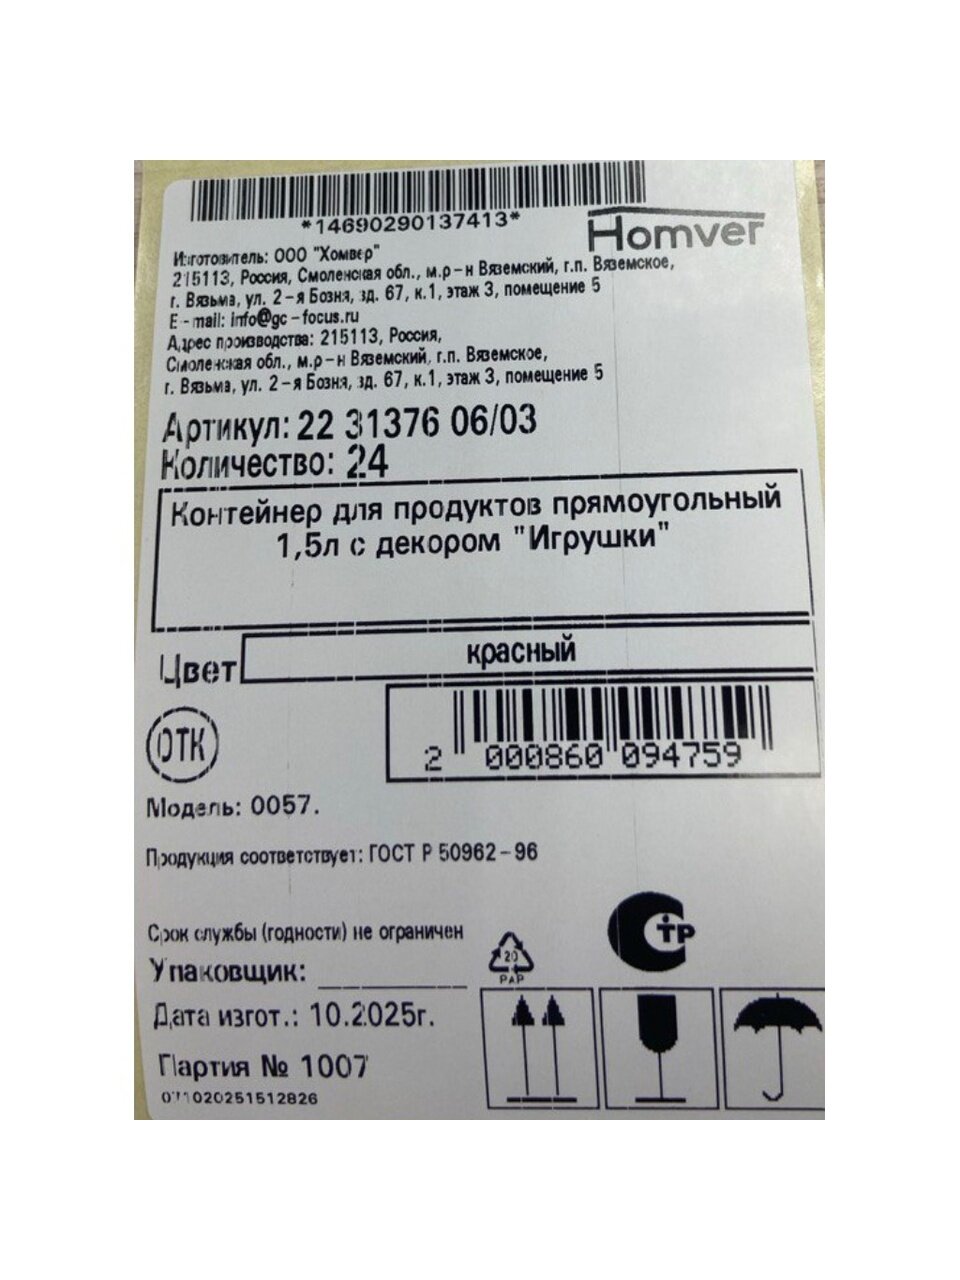 *14690290137413*
Homver
Изготовитель: ООО "Хомвер"
215113, Россия, Смоленская обл., м.р-н Вяземский, г.п. Вяземское,
г. Вязьма, ул. 2-я Бозня, зд. 67, к.1, этаж 3, помещение 5
E-mail: info@gc-focus.ru
Адрес производства: 215113, Россия,
Смоленская обл., м.р-н Вяземский, г.п. Вяземское,
г. Вязьма, ул. 2-я Бозня, зд. 67, к.1, этаж 3, помещение 5
Артикул: 22 31376 06/03
Количество: 24
Контейнер для продуктов прямоугольный
1,5л с декором "Игрушки"
Цвет красный
2 000860 094759
ОТК
Модель: 0057.
Продукция соответствует: ГОСТ Р 50962-96
Срок службы (годности) не ограничен
СТР
Упаковщик:
20
PAP
Дата изгот.: 10.2025г.
Партия № 1007
071020251512826